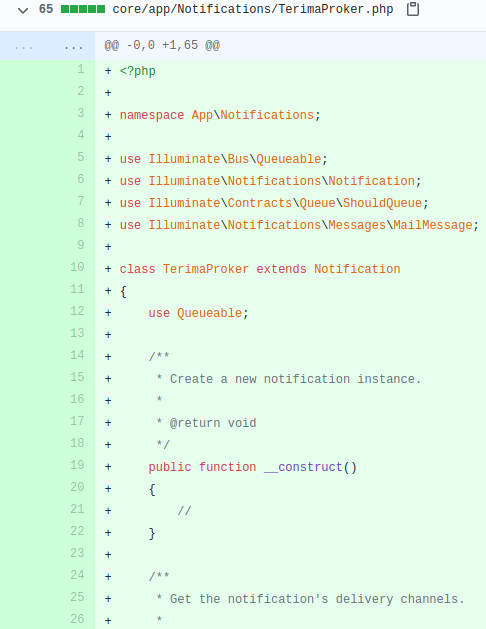 65 core/app/Notifications/TerimaProker.php
... ... @@ -0,0 +1,65 @@
1 + <?php
2 +
3 + namespace App\Notifications;
4 +
5 + use Illuminate\Bus\Queueable;
6 + use Illuminate\Notifications\Notification;
7 + use Illuminate\Contracts\Queue\ShouldQueue;
8 + use Illuminate\Notifications\Messages\MailMessage;
9 +
10 + class TerimaProker extends Notification
11 + {
12 +     use Queueable;
13 +
14 +     /**
15 +      * Create a new notification instance.
16 +      *
17 +      * @return void
18 +      */
19 +     public function __construct()
20 +     {
21 +         //
22 +     }
23 +
24 +     /**
25 +      * Get the notification's delivery channels.
26 +      *